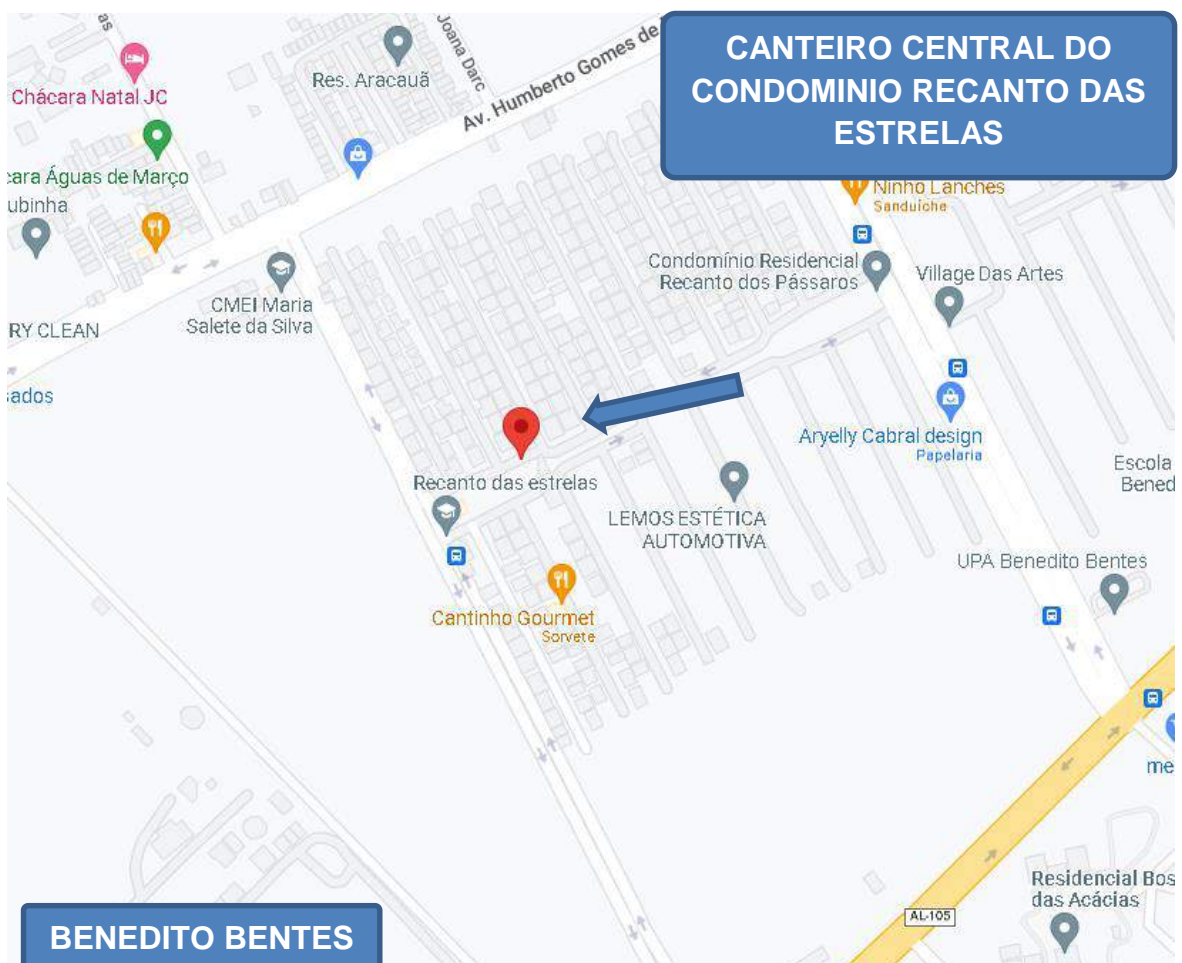 CANTEIRO CENTRAL DO
CONDOMINIO RECANTO DAS
ESTRELAS
as
Joana Darc
Av. Humberto Gomes de
Res. Aracauã
Chácara Natal JC
cara Águas de Março
ubinha
Ninho Lanches
Sanduiche
Condomínio Residencial
Recanto dos Pássaros
Village Das Artes
CMEI Maria
Salete da Silva
RY CLEAN
sados
Aryelly Cabral design
Papelaria
Escola
Bened
Recanto das estrelas
LEMOS ESTÉTICA
AUTOMOTIVA
UPA Benedito Bentes
Cantinho Gourmet
Sorvete
me
Residencial Bos
das Acácias
AL-105
BENEDITO BENTES